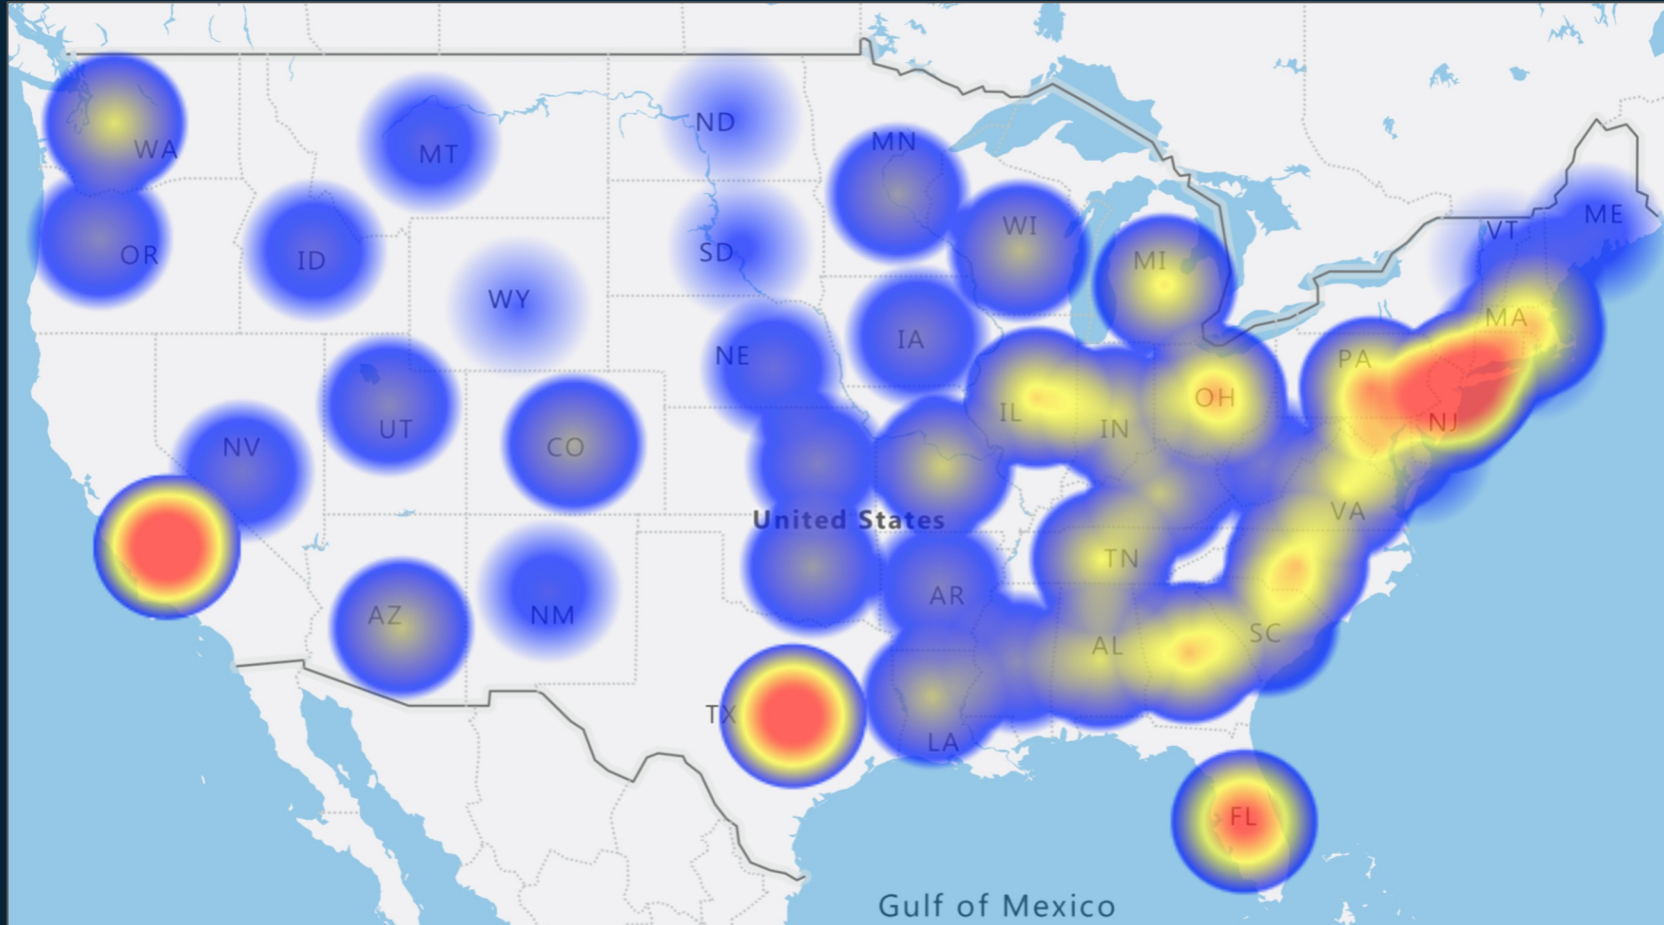 WA
MT
ND
MN
OR
ID
WY
SD
WI
MI
VT
ME
NE
IA
MA
PA
NV
UT
CO
IL
IN
OH
NJ
United States
VA
AZ
NM
AR
TN
TX
LA
AL
SC
FL
Gulf of Mexico